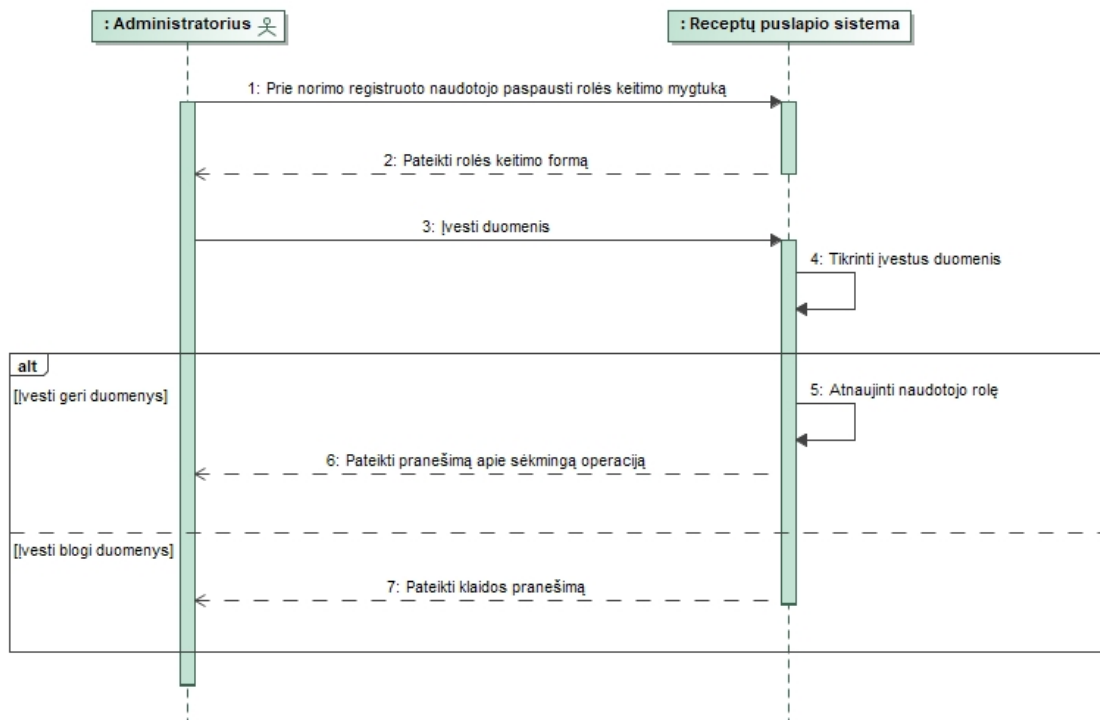 : Administratorius
: Receptų puslapio sistema
1: Prie norimo registruoto naudotojo paspausti rolės keitimo mygtuką
2: Pateikti rolės keitimo formą
3: Įvesti duomenis
4: Tikrinti įvestus duomenis
alt
[Įvesti geri duomenys]
5: Atnaujinti naudotojo rolę
6: Pateikti pranešimą apie sėkmingą operaciją
[Įvesti blogi duomenys]
7: Pateikti klaidos pranešimą